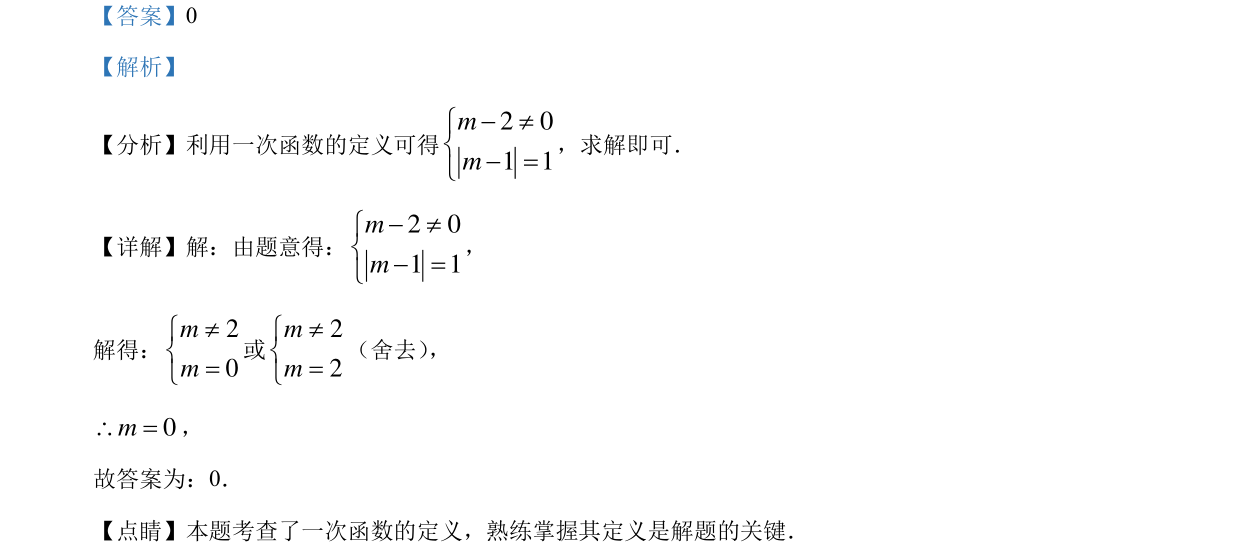 【答案】0
【解析】
【分析】利用一次函数的定义可得{m-2≠0 |m-1|=1，求解即可．
【详解】解：由题意得：{m-2≠0 |m-1|=1，
解得：{m≠2 m=0或{m≠2 m=2（舍去），
∴m=0，
故答案为：0．
【点睛】本题考查了一次函数的定义，熟练掌握其定义是解题的关键．